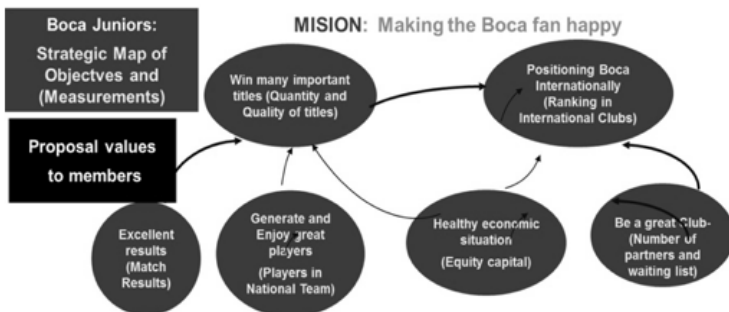 Boca Juniors:
Strategic Map of
Objectves and
(Measurements)
MISION: Making the Boca fan happy
Win many important
titles (Quantity and
Quality of titles)
Positioning Boca
Internationally
(Ranking in
International Clubs)
Proposal values
to members
Excellent
results
(Match
Results)
Generate and
Enjoy great
players
(Players in
National Team)
Healthy economic
situation
(Equity capital)
Be a great Club-
(Number of
partners and
waiting list)